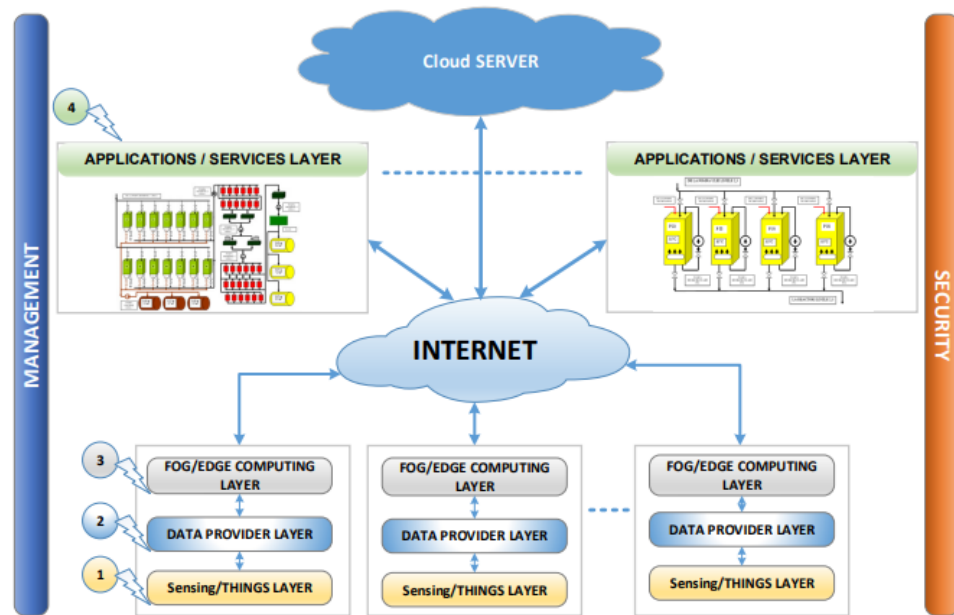 Cloud SERVER
4
APPLICATIONS / SERVICES LAYER
APPLICATIONS / SERVICES LAYER
MANAGEMENT
SECURITY
INTERNET
3
FOG/EDGE COMPUTING
LAYER
FOG/EDGE COMPUTING
LAYER
FOG/EDGE COMPUTING
LAYER
2
DATA PROVIDER LAYER
DATA PROVIDER LAYER
DATA PROVIDER LAYER
1
Sensing/THINGS LAYER
Sensing/THINGS LAYER
Sensing/THINGS LAYER